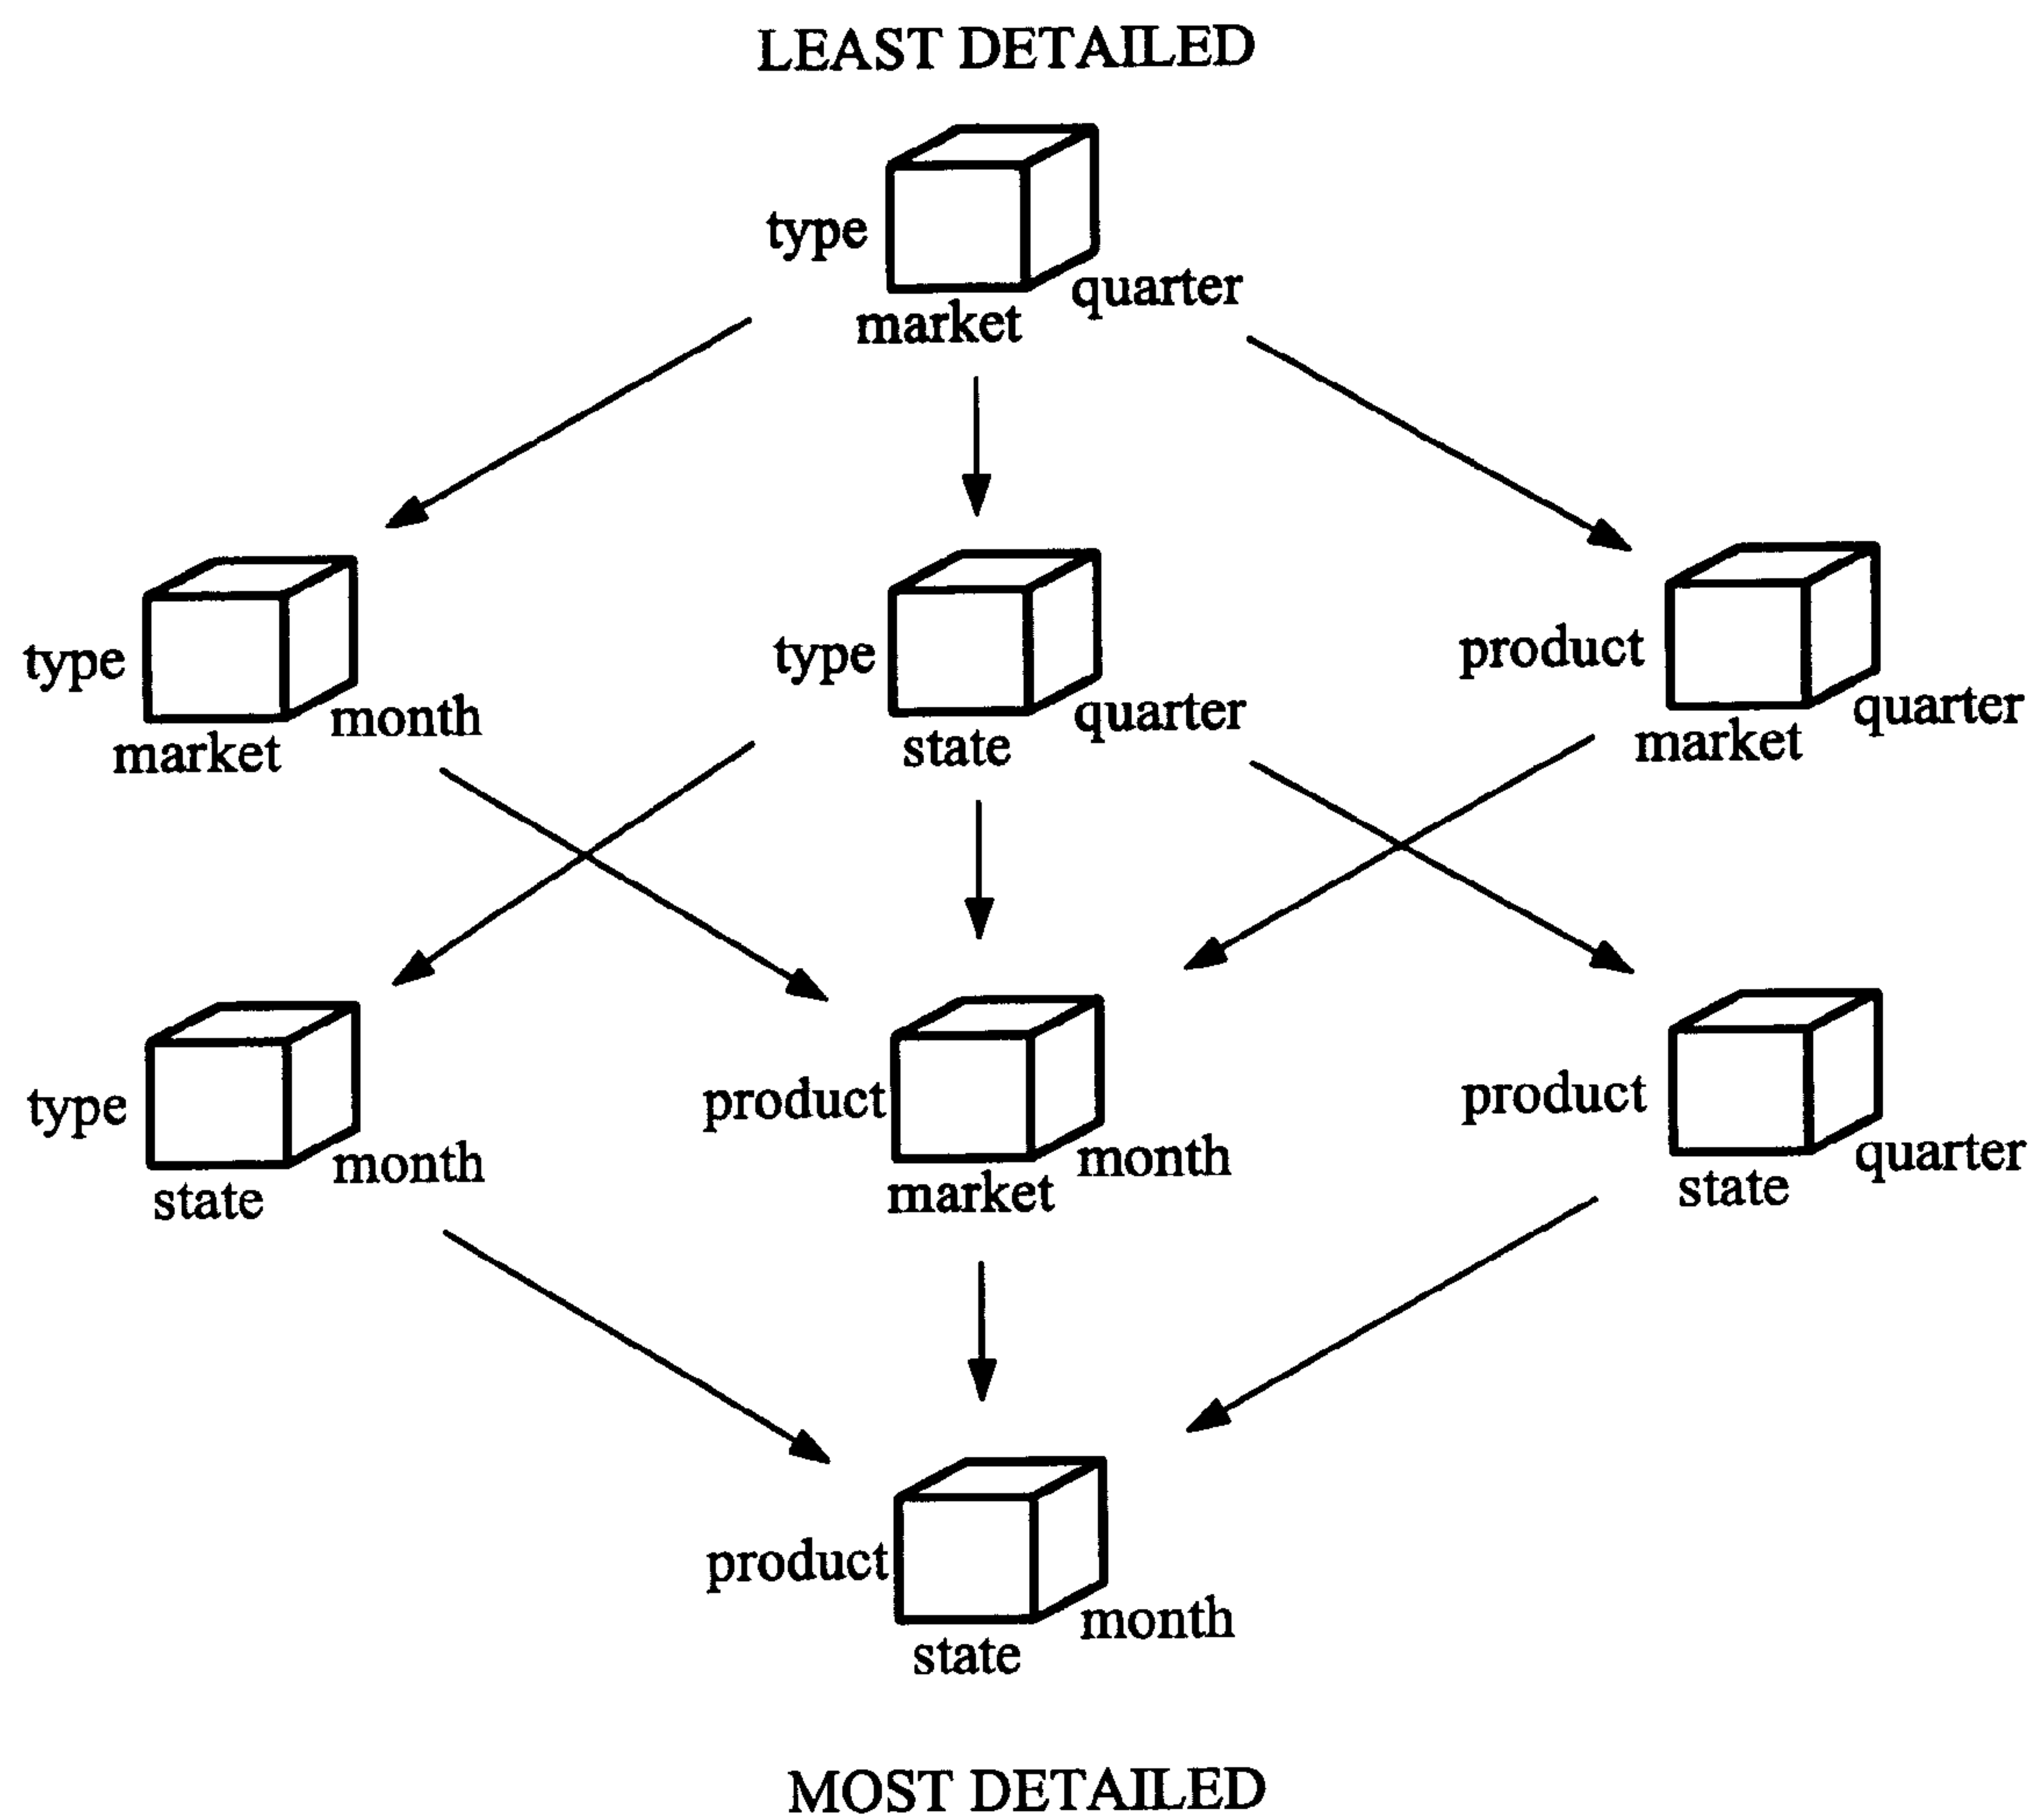 LEAST DETAILED
type
quarter
market
type
month
market
type
quarter
state
product
quarter
market
type
month
state
product
month
market
product
quarter
state
product
month
state
MOST DETAILED